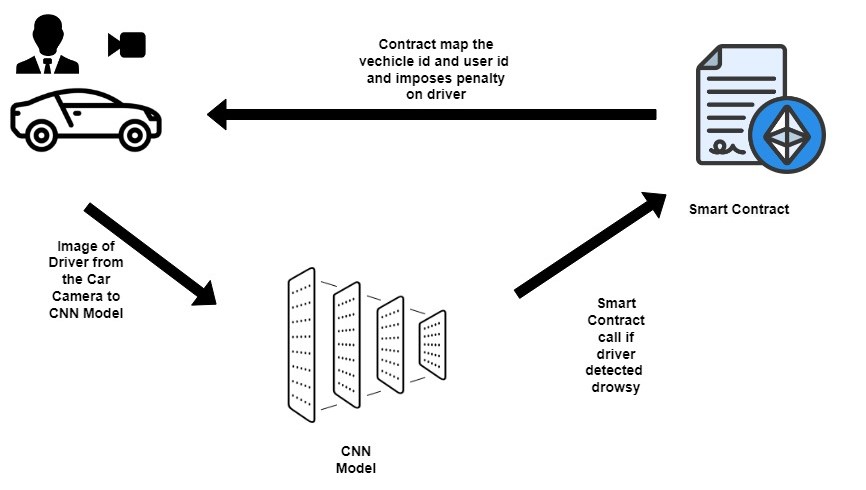 Contract map the
vechicle id and user id
and imposes penalty
on driver
Smart Contract
Image of
Driver from
the Car
Camera to
CNN Model
Smart
Contract
call if
driver
detected
drowsy
CNN
Model